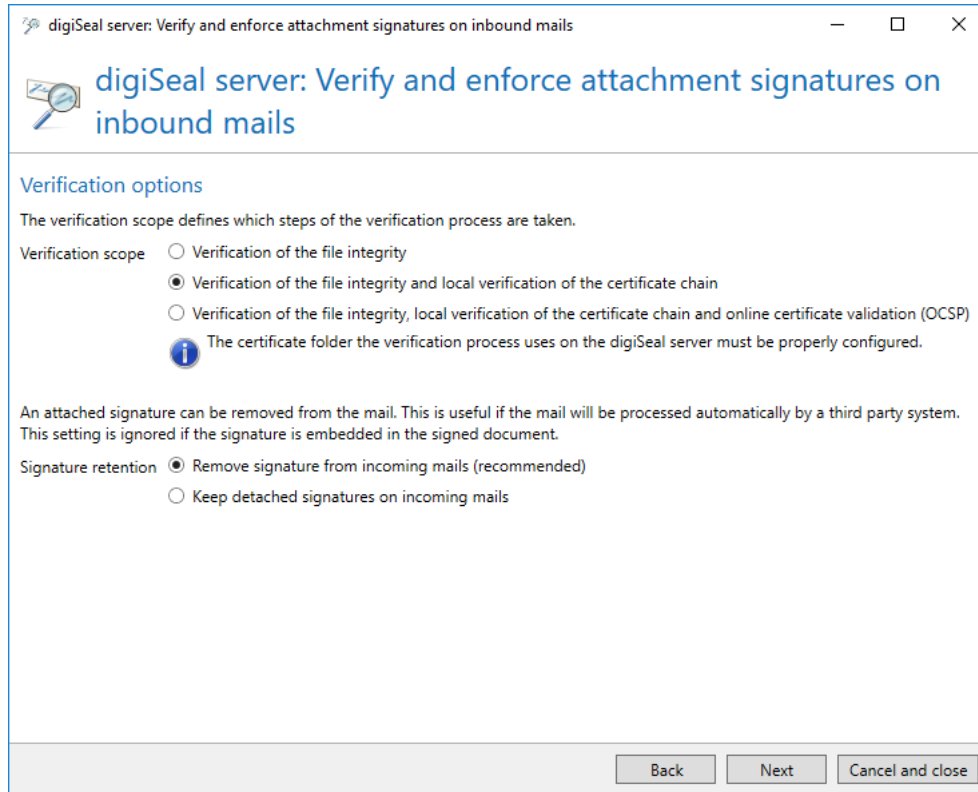 digiSeal server: Verify and enforce attachment signatures on inbound mails
digiSeal server: Verify and enforce attachment signatures on
inbound mails
Verification options
The verification scope defines which steps of the verification process are taken.
Verification scope
Verification of the file integrity
Verification of the file integrity and local verification of the certificate chain
Verification of the file integrity, local verification of the certificate chain and online certificate validation (OCSP)
The certificate folder the verification process uses on the digiSeal server must be properly configured.
An attached signature can be removed from the mail. This is useful if the mail will be processed automatically by a third party system.
This setting is ignored if the signature is embedded in the signed document.
Signature retention
Remove signature from incoming mails (recommended)
Keep detached signatures on incoming mails
Back
Next
Cancel and close